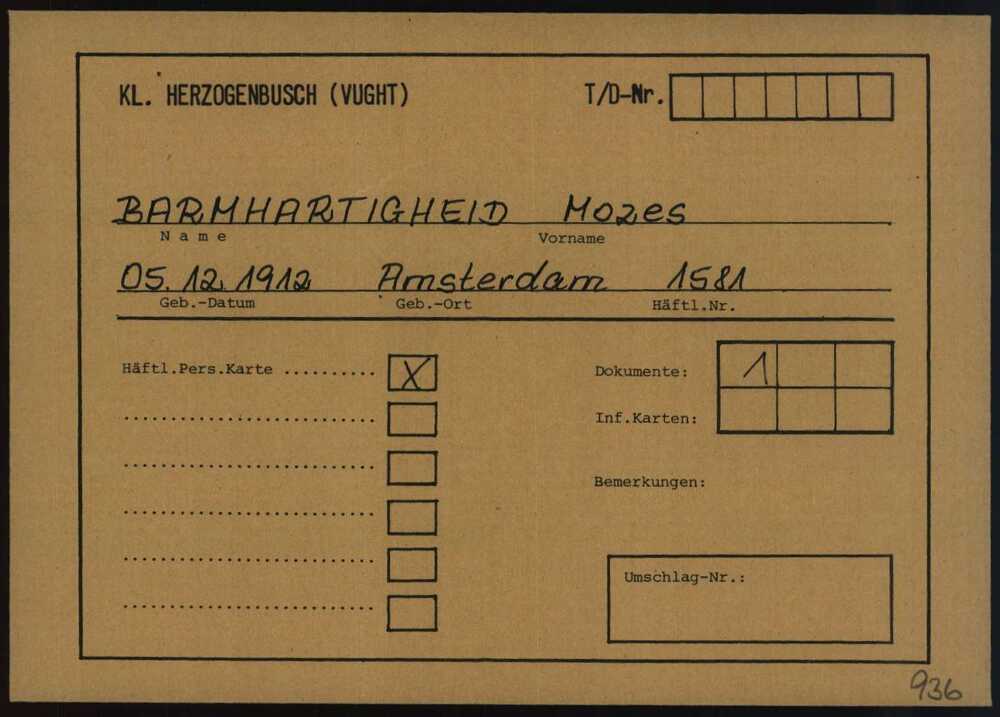 KL. HERZOGENBUSCH (VUGHT) T/D-Nr.
BARMHARTIGHEID Mozes
Name Vorname
05.12.1912 Amsterdam 1581
Geb.-Datum Geb.-Ort Häftl.Nr.
Häftl.Pers.Karte .......... X Dokumente: 1
Inf.Karten:
Bemerkungen:
Umschlag-Nr.:
936